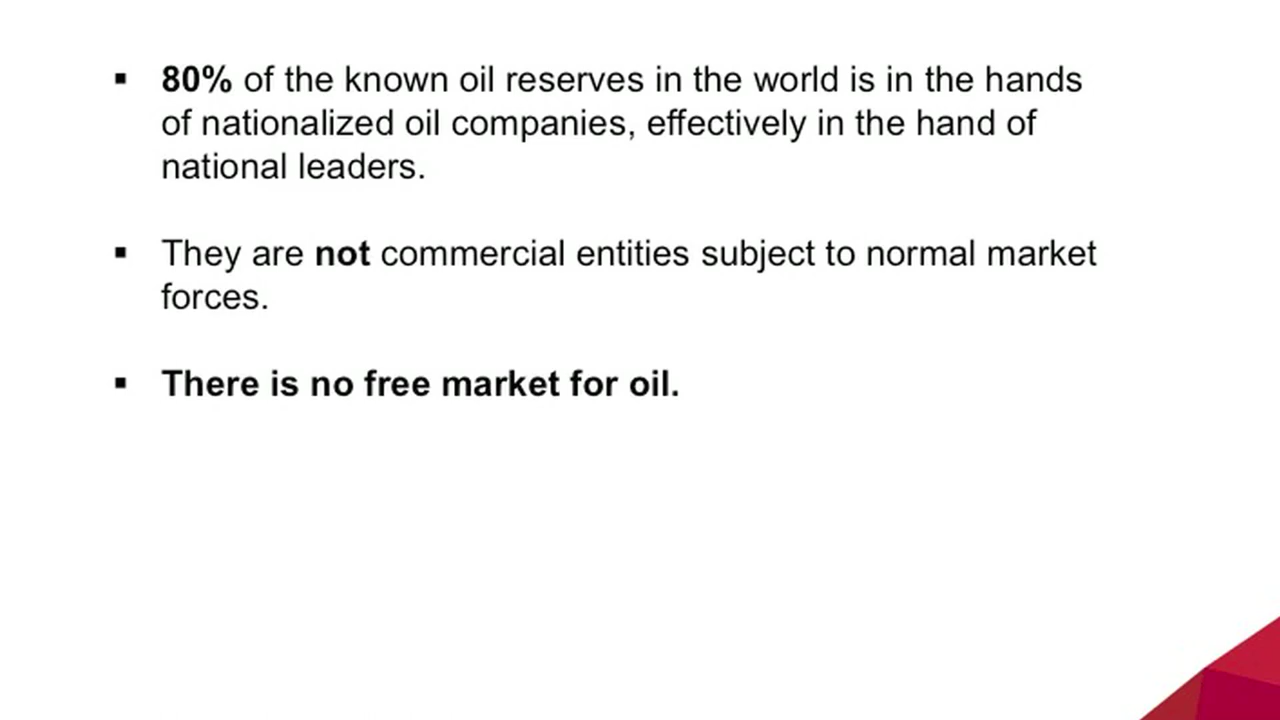 ▪ 80% of the known oil reserves in the world is in the hands
of nationalized oil companies, effectively in the hand of
national leaders.
▪ They are not commercial entities subject to normal market
forces.
▪ There is no free market for oil.